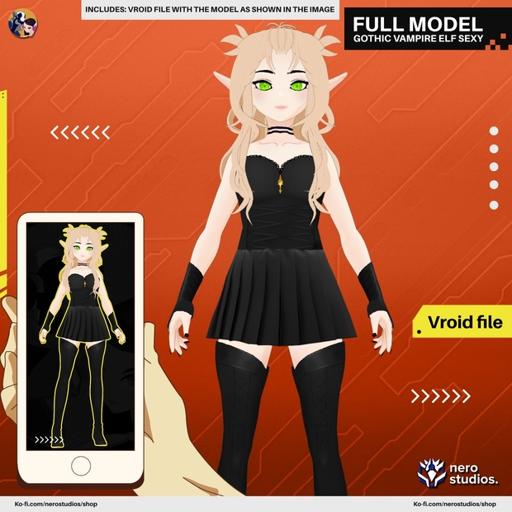 INCLUDES: VROID FILE WITH THE MODEL AS SHOWN IN THE IMAGE
FULL MODEL
GOTHIC VAMPIRE ELF SEXY
Vroid file
nero
studios.
Ko-fi.com/nerostudios/shop
Ko-fi.com/nerostudios/shop